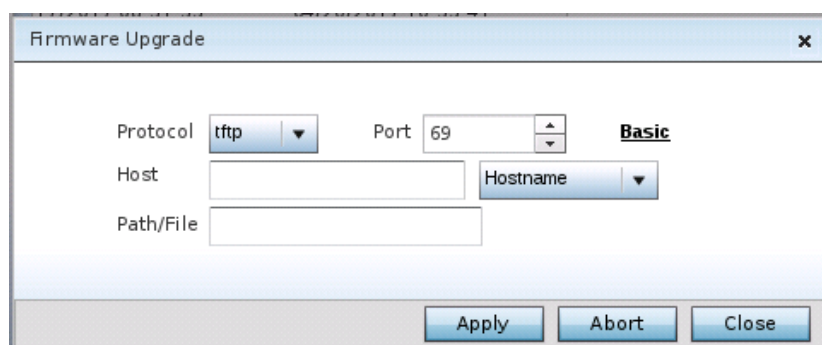 Firmware Upgrade
Protocol tftp Port 69 Basic
Host Hostname
Path/File
Apply Abort Close